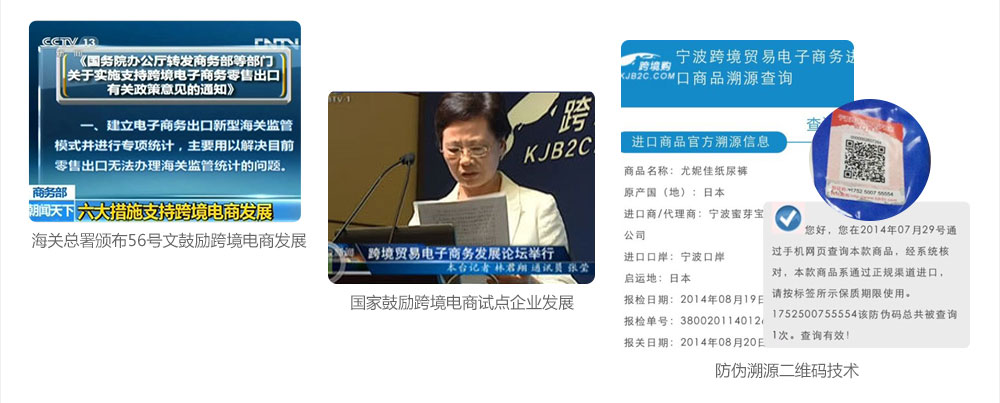 CCTV 13
《国务院办公厅转发商务部等部门
关于实施支持跨境电子商务零售出口
有关政策意见的通知》
一、建立电子商务出口新型海关监管
模式并进行专项统计，主要用以解决目前
零售出口无法办理海关监管统计的问题。
商务部
朝闻天下
六大措施支持跨境电商发展
海关总署颁布56号文鼓励跨境电商发展
跨
KJB2C
跨境贸易电子商务发展论坛举行
本台记者 林君翔 通讯员 张莹
国家鼓励跨境电商试点企业发展
跨境购
KJB2C.COM
宁波跨境贸易电子商务进
口商品溯源查询
进口商品官方溯源信息
商品名称：尤妮佳纸尿裤
原产国（地）：日本
进口商/代理商：宁波蜜芽宝
公司
进口口岸：宁波口岸
启运地：日本
报检日期：2014年08月19日
报检单号：3800201140126
报关日期：2014年08月20日
您好，您在2014年07月29号通
过手机网页查询本款商品，经系统核
对，本款商品系通过正规渠道进口，
请按标签所示保质期限使用。
1752500755554该防伪码总共被查询
1次。查询有效！
防伪溯源二维码技术